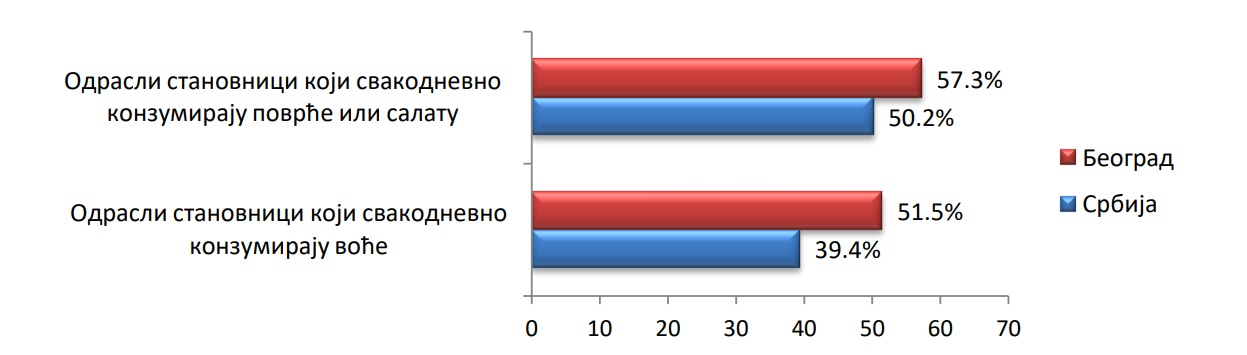 Одрасли становници који свакодневно
конзумирају поврће или салату
57.3%
50.2%
Одрасли становници који свакодневно
конзумирају воће
51.5%
39.4%
Београд
Србија
0 10 20 30 40 50 60 70